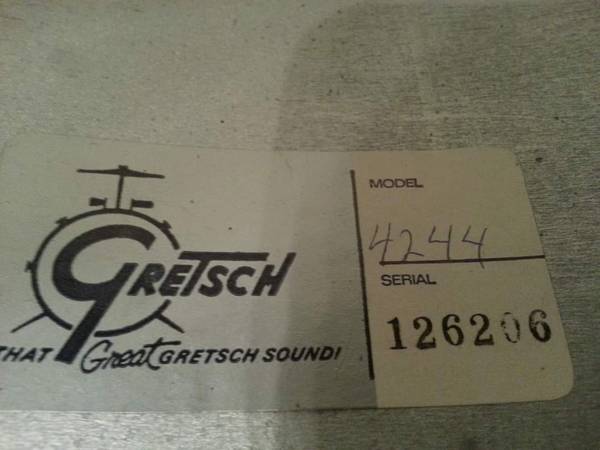 GRETSCH
THAT Great GRETSCH SOUND!
MODEL
4244
SERIAL
126206